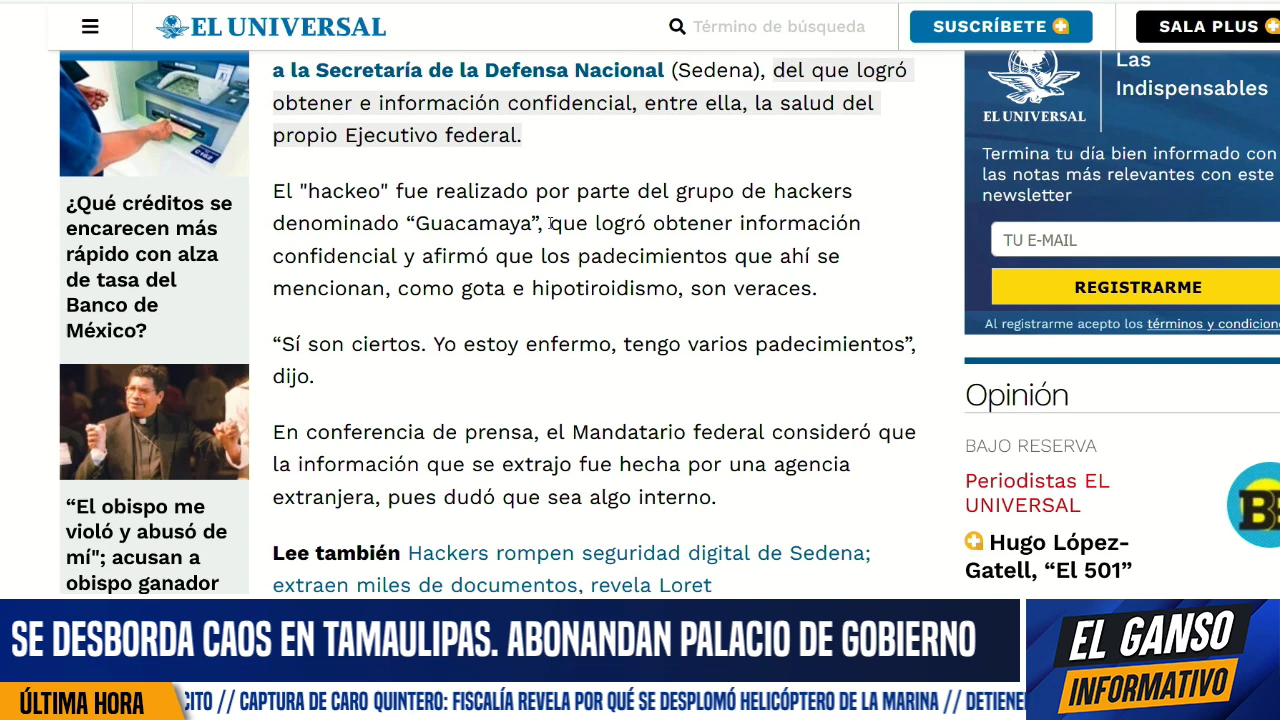 EL UNIVERSAL
Término de búsqueda
SUSCRÍBETE
SALA PLUS
a la Secretaría de la Defensa Nacional (Sedena), del que logró
obtener e información confidencial, entre ella, la salud del
propio Ejecutivo federal.
El "hackeo" fue realizado por parte del grupo de hackers
denominado “Guacamaya”, que logró obtener información
confidencial y afirmó que los padecimientos que ahí se
mencionan, como gota e hipotiroidismo, son veraces.
“Sí son ciertos. Yo estoy enfermo, tengo varios padecimientos”,
dijo.
En conferencia de prensa, el Mandatario federal consideró que
la información que se extrajo fue hecha por una agencia
extranjera, pues dudó que sea algo interno.
Lee también Hackers rompen seguridad digital de Sedena;
extraen miles de documentos, revela Loret
¿Qué créditos se
encarecen más
rápido con alza
de tasa del
Banco de
México?
“El obispo me
violó y abusó de
mí"; acusan a
obispo ganador
EL UNIVERSAL
Las
Indispensables
Termina tu día bien informado con
las notas más relevantes con este
newsletter
TU E-MAIL
REGISTRARME
Al registrarme acepto los términos y condicion
Opinión
BAJO RESERVA
Periodistas EL
UNIVERSAL
Hugo López-
Gatell, “El 501”
SE DESBORDA CAOS EN TAMAULIPAS. ABONANDAN PALACIO DE GOBIERNO
EL GANSO
INFORMATIVO
ÚLTIMA HORA
CITO // CAPTURA DE CARO QUINTERO: FISCALÍA REVELA POR QUÉ SE DESPLOMÓ HELICÓPTERO DE LA MARINA // DETIENE